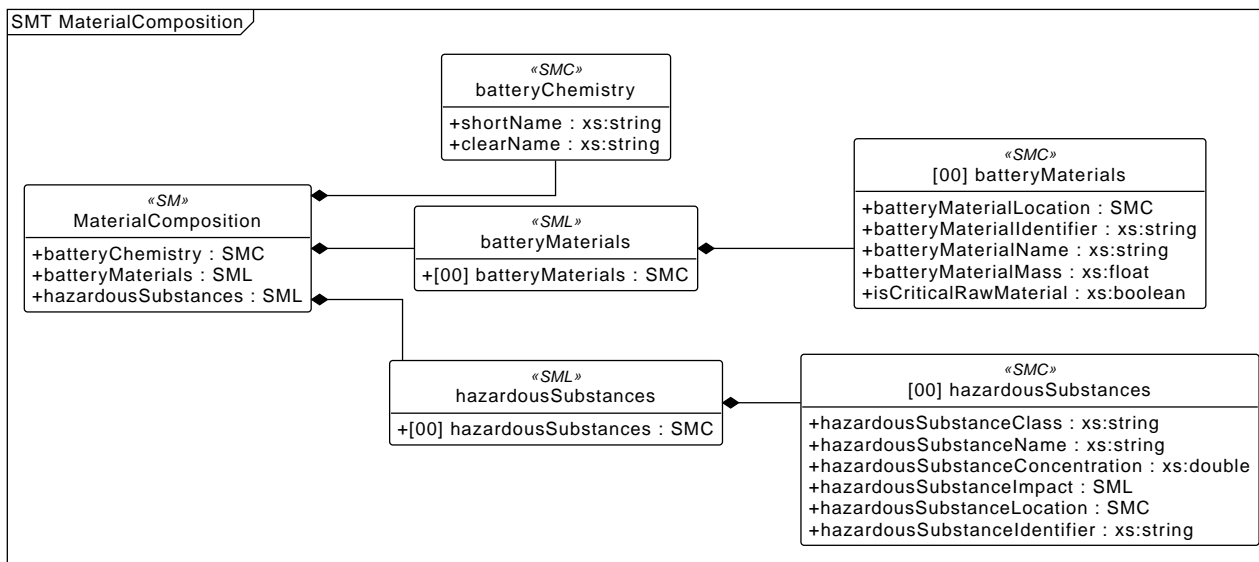 SMT MaterialComposition
«SMC»
batteryChemistry
+shortName : xs:string
+clearName : xs:string
«SM»
MaterialComposition
+batteryChemistry : SMC
+batteryMaterials : SML
+hazardousSubstances : SML
«SML»
batteryMaterials
+[00] batteryMaterials : SMC
«SMC»
[00] batteryMaterials
+batteryMaterialLocation : SMC
+batteryMaterialIdentifier : xs:string
+batteryMaterialName : xs:string
+batteryMaterialMass : xs:float
+isCriticalRawMaterial : xs:boolean
«SML»
hazardousSubstances
+[00] hazardousSubstances : SMC
«SMC»
[00] hazardousSubstances
+hazardousSubstanceClass : xs:string
+hazardousSubstanceName : xs:string
+hazardousSubstanceConcentration : xs:double
+hazardousSubstanceImpact : SML
+hazardousSubstanceLocation : SMC
+hazardousSubstanceIdentifier : xs:string